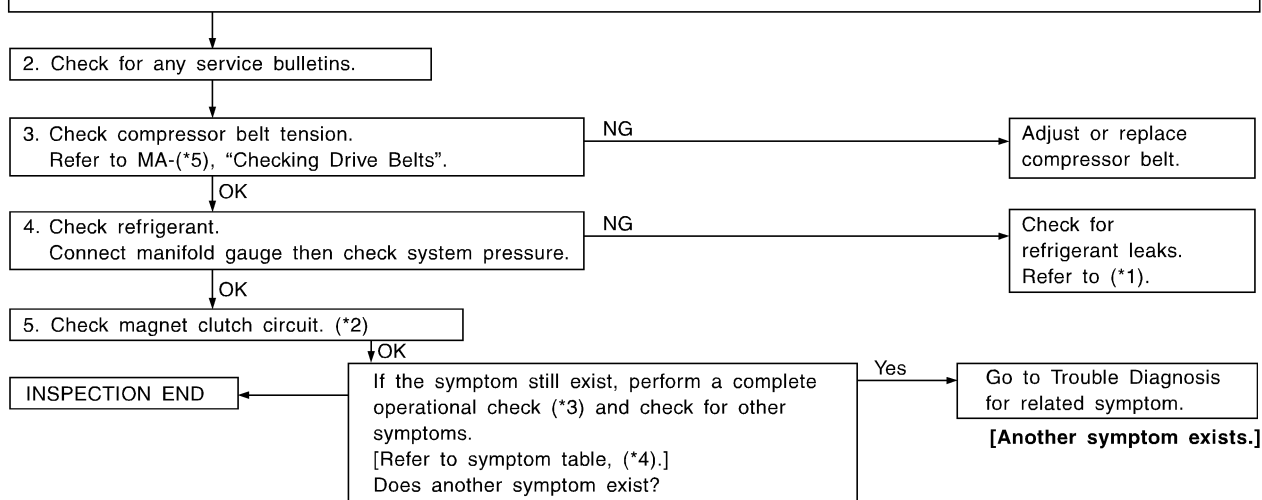 2. Check for any service bulletins.
3. Check compressor belt tension.
Refer to MA-(*5), “Checking Drive Belts”.
NG
Adjust or replace
compressor belt.
OK
4. Check refrigerant.
Connect manifold gauge then check system pressure.
NG
Check for
refrigerant leaks.
Refer to (*1).
OK
5. Check magnet clutch circuit. (*2)
OK
INSPECTION END
If the symptom still exist, perform a complete
operational check (*3) and check for other
symptoms.
[Refer to symptom table, (*4).]
Does another symptom exist?
Yes
Go to Trouble Diagnosis
for related symptom.
[Another symptom exists.]